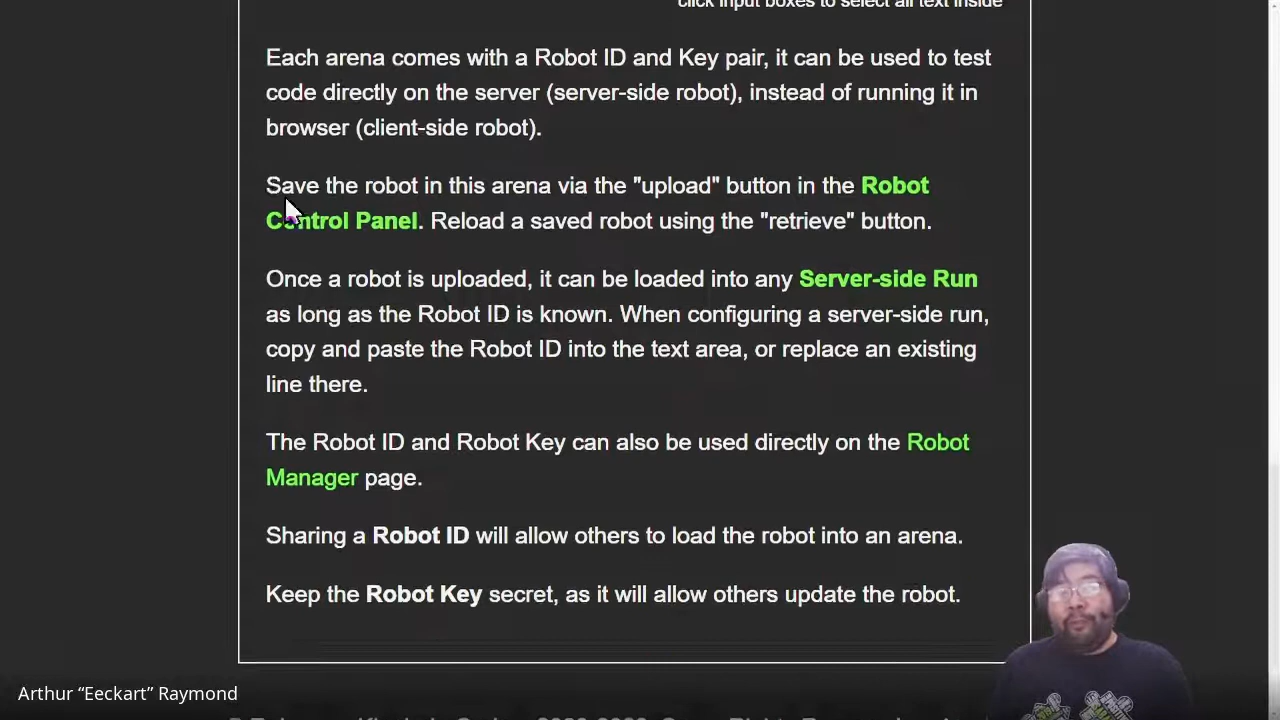 click input boxes to select all text inside
Each arena comes with a Robot ID and Key pair, it can be used to test
code directly on the server (server-side robot), instead of running it in
browser (client-side robot).
Save the robot in this arena via the "upload" button in the Robot
Control Panel. Reload a saved robot using the "retrieve" button.
Once a robot is uploaded, it can be loaded into any Server-side Run
as long as the Robot ID is known. When configuring a server-side run,
copy and paste the Robot ID into the text area, or replace an existing
line there.
The Robot ID and Robot Key can also be used directly on the Robot
Manager page.
Sharing a Robot ID will allow others to load the robot into an arena.
Keep the Robot Key secret, as it will allow others update the robot.
Arthur “Eeckart” Raymond